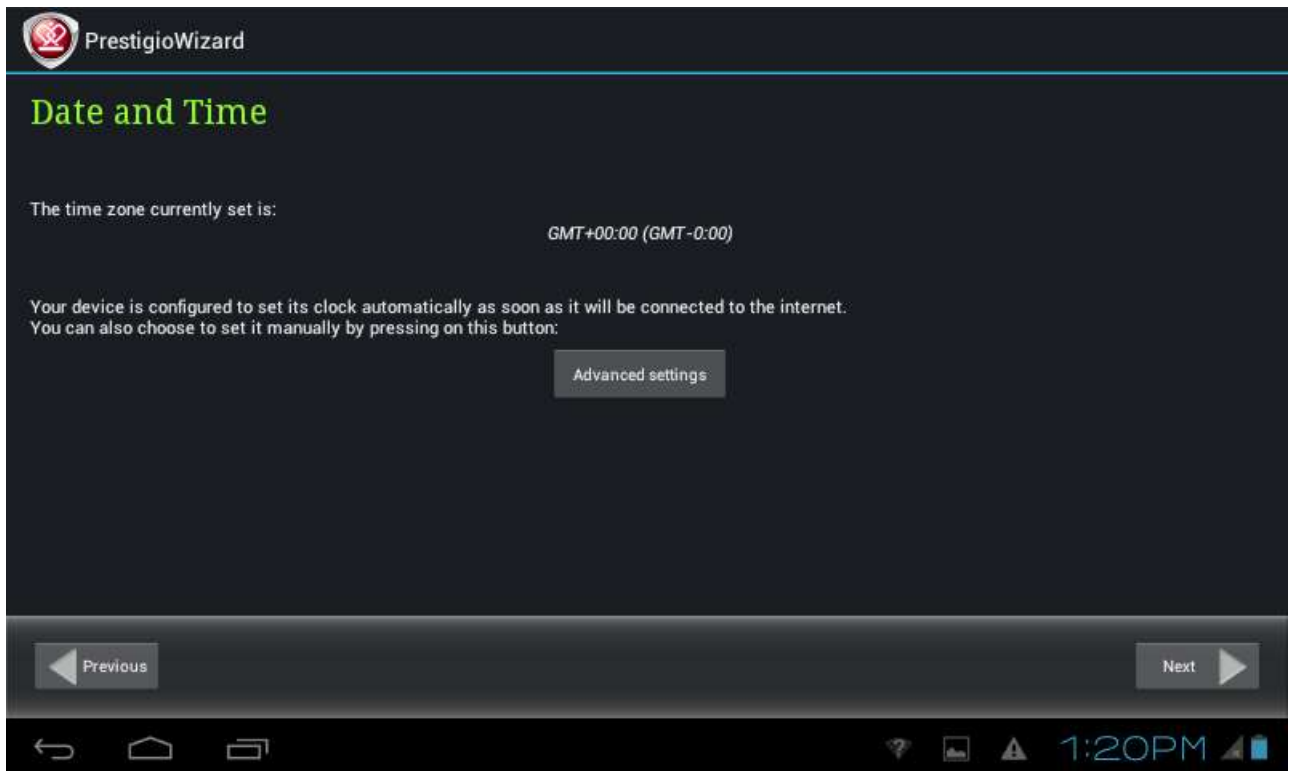 PrestigioWizard
Date and Time
The time zone currently set is:
GMT+00:00 (GMT-0:00)
Your device is configured to set its clock automatically as soon as it will be connected to the internet.
You can also choose to set it manually by pressing on this button:
Advanced settings
Previous
Next
1:20PM